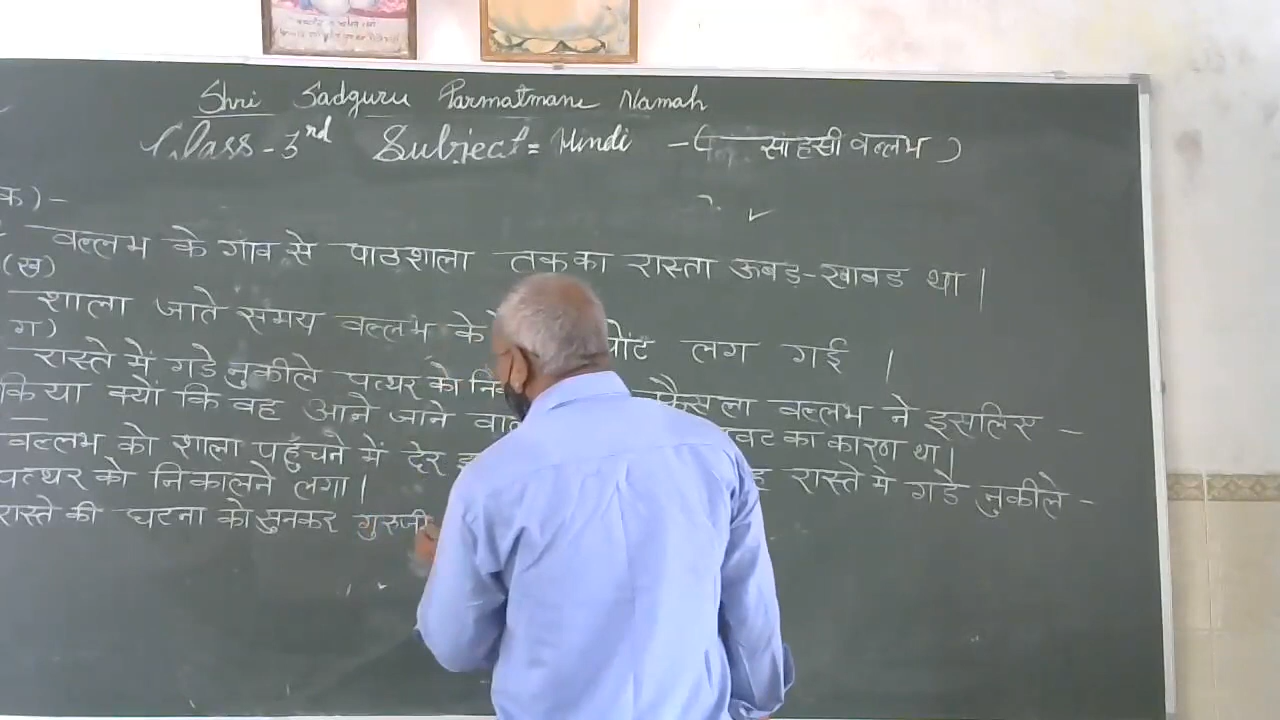 Shri Sadguru Parmatmane Namah
Class - 3rd Subject = Hindi - ( साहसी वल्लभ )
क) -
वल्लभ के गाव से पाठशाला तक का रास्ता ऊबड़-खाबड था |
(ख)
शाला जाते समय वल्लभ के चोंट लग गई |
ग)
रास्ते में गडे नुकीले पत्थर को फैसला वल्लभ ने इसलिए -
किया क्यों कि वह आने जाने का कारण था |
वल्लभ को शाला पहुँचने में देर रास्ते मे गडे नुकीले -
पत्थर को निकालने लगा |
रास्ते की घटना को सुनकर गुरुजी